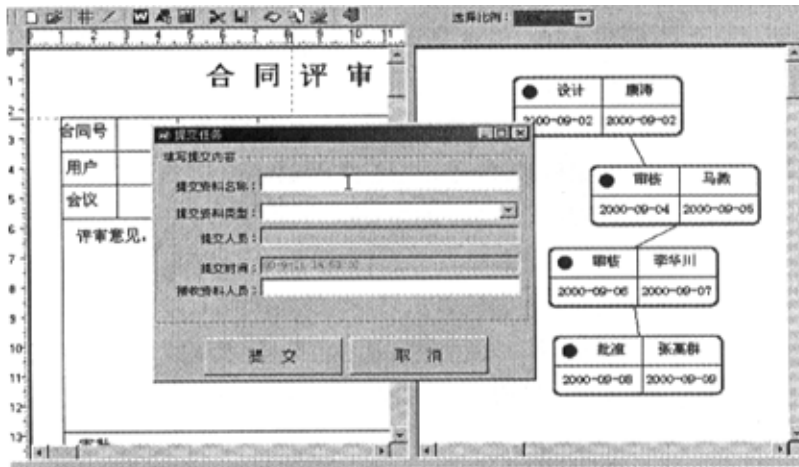 选择比例：
合同评审
合同号
用户
会议
评审意见，
提交任务
填写提交内容
提交资料名称：
提交资料类型：
提交人员：
提交时间：
接收资料人员：
提 交
取 消
设计
2000-09-02 2000-09-02
审核 马
2000-09-04 2000-09-05
审核 李华川
2000-09-06 2000-09-07
批准 张
2000-09-08 2000-09-09